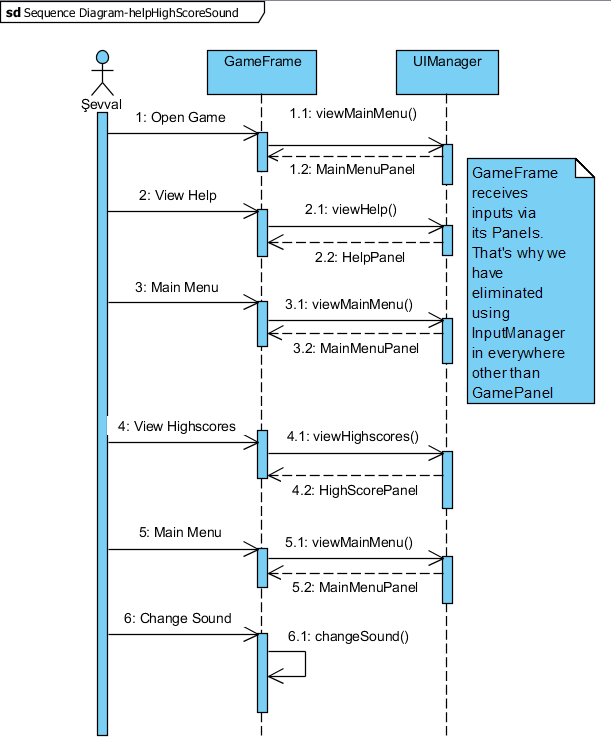 sd Sequence Diagram-helpHighScoreSound
GameFrame
UIManager
Şevval
1: Open Game
1.1: viewMainMenu()
1.2: MainMenuPanel
2: View Help
2.1: viewHelp()
2.2: HelpPanel
3: Main Menu
3.1: viewMainMenu()
3.2: MainMenuPanel
GameFrame
receives
inputs via
its Panels.
That's why we
have
eliminated
using
InputManager
in everywhere
other than
GamePanel
4: View Highscores
4.1: viewHighscores()
4.2: HighScorePanel
5: Main Menu
5.1: viewMainMenu()
5.2: MainMenuPanel
6: Change Sound
6.1: changeSound()